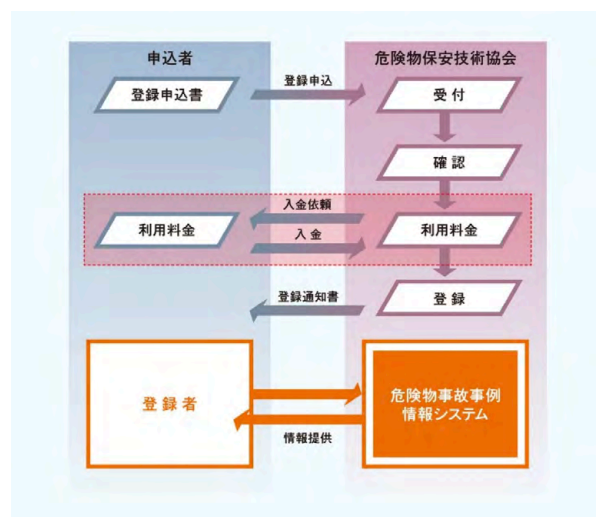 申込者
危険物保安技術協会
登録申込書
登録申込
受付
確認
入金依頼
利用料金
利用料金
入金
登録通知書
登録
登録者
危険物事故事例
情報システム
情報提供